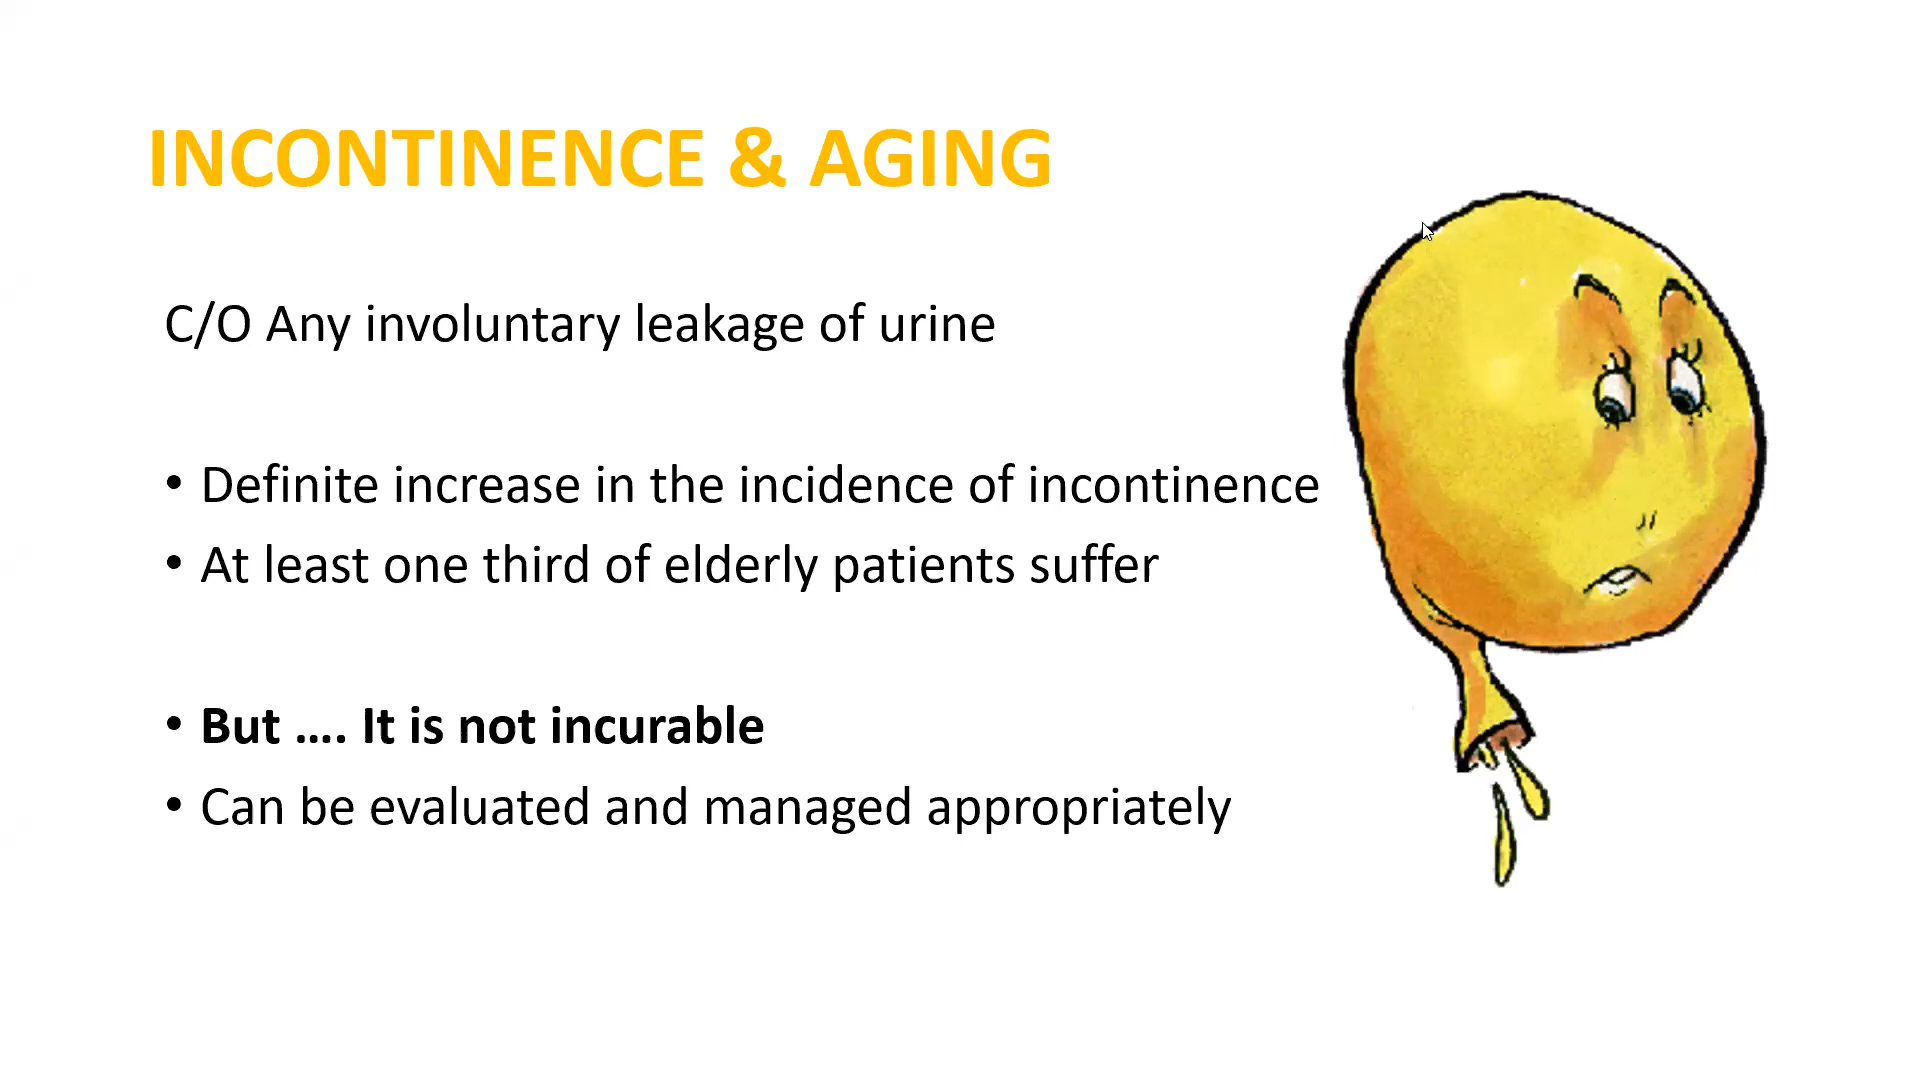 INCONTINENCE & AGING
C/O Any involuntary leakage of urine
• Definite increase in the incidence of incontinence
• At least one third of elderly patients suffer
• But .... It is not incurable
• Can be evaluated and managed appropriately